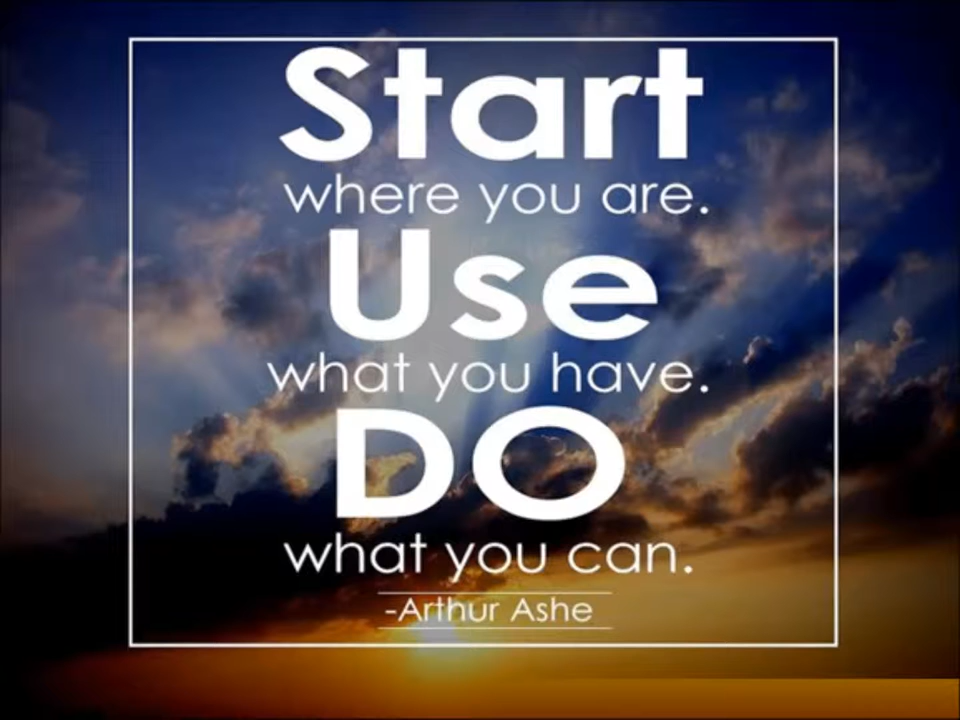 Start
where you are.
Use
what you have.
DO
what you can.
-Arthur Ashe